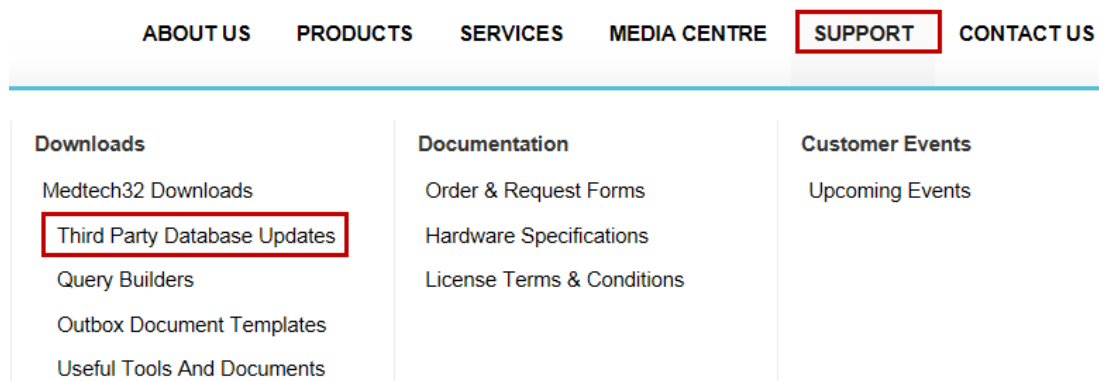 ABOUT US PRODUCTS SERVICES MEDIA CENTRE SUPPORT CONTACT US
Downloads
Medtech32 Downloads
Third Party Database Updates
Query Builders
Outbox Document Templates
Useful Tools And Documents
Documentation
Order & Request Forms
Hardware Specifications
License Terms & Conditions
Customer Events
Upcoming Events